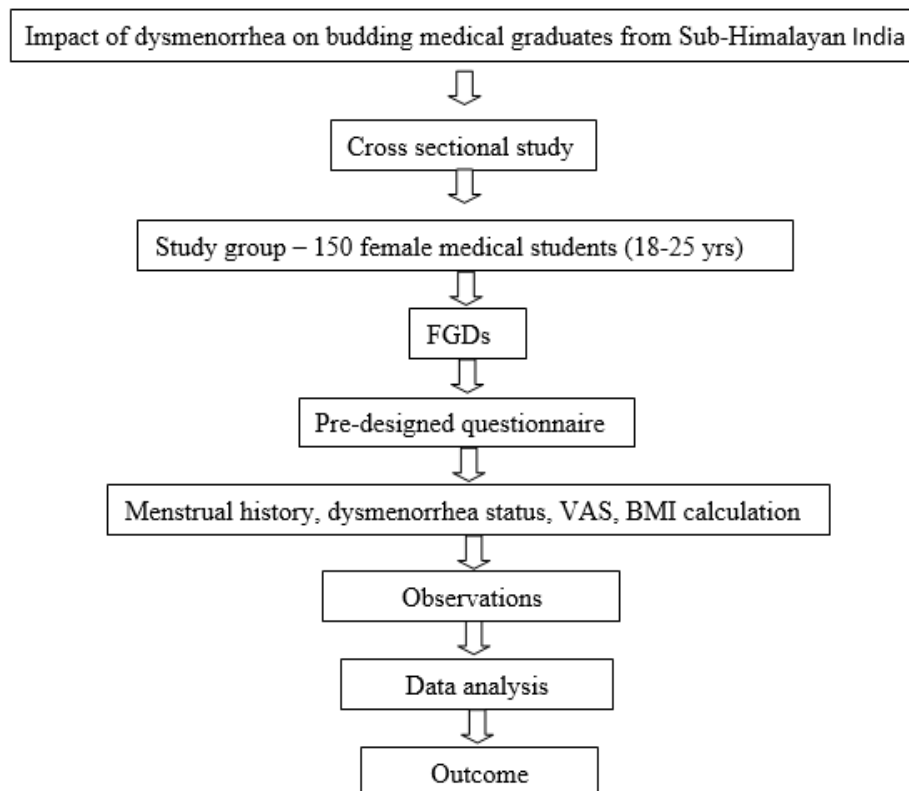 Impact of dysmenorrhea on budding medical graduates from Sub-Himalayan India
Cross sectional study
Study group – 150 female medical students (18-25 yrs)
FGDs
Pre-designed questionnaire
Menstrual history, dysmenorrhea status, VAS, BMI calculation
Observations
Data analysis
Outcome